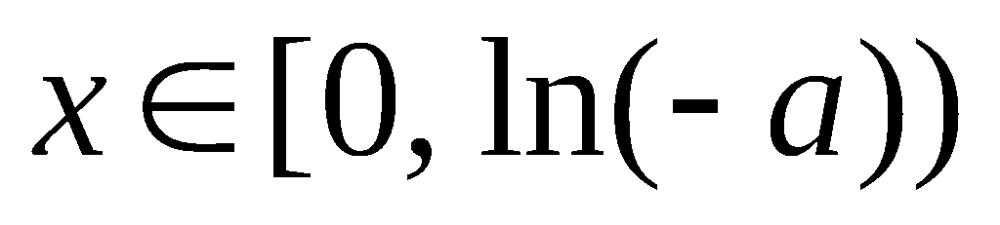 x∈[0, ln(- a))